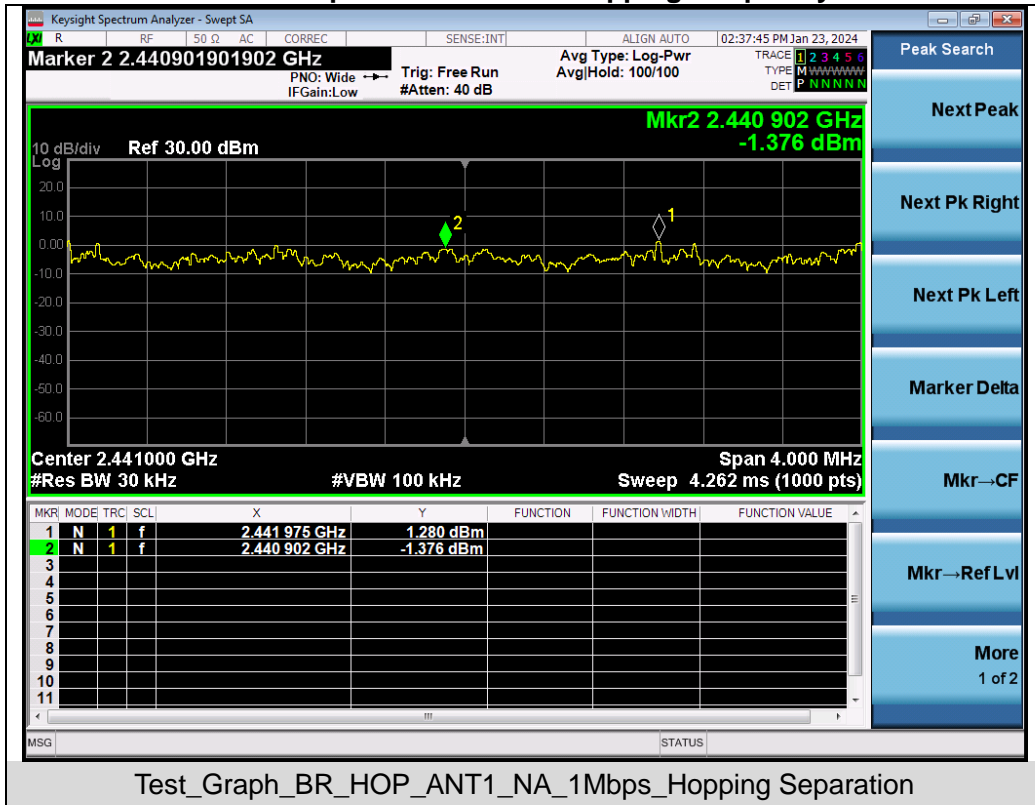 Keysight Spectrum Analyzer - Swept SA
LXI R RF 50 Ω AC CORREC SENSE:INT ALIGN AUTO 02:37:45 PM Jan 23, 2024
Marker 2 2.440901901902 GHz
PNO: Wide
IFGain:Low
Trig: Free Run
#Atten: 40 dB
Avg Type: Log-Pwr
Avg|Hold: 100/100
TRACE 1 2 3 4 5 6
TYPE M WWWWW
DET P N N N N N
Peak Search
Next Peak
Next Pk Right
Next Pk Left
Marker Delta
Mkr→CF
Mkr→Ref Lvl
More
1 of 2
Mkr2 2.440 902 GHz
-1.376 dBm
10 dB/div Ref 30.00 dBm
Log
20.0
10.0
0.00
-10.0
-20.0
-30.0
-40.0
-50.0
-60.0
2
1
Center 2.441000 GHz Span 4.000 MHz
#Res BW 30 kHz #VBW 100 kHz Sweep 4.262 ms (1000 pts)
MKR MODE TRC SCL X Y FUNCTION FUNCTION WIDTH FUNCTION VALUE
1 N 1 f 2.441 975 GHz 1.280 dBm
2 N 1 f 2.440 902 GHz -1.376 dBm
3
4
5
6
7
8
9
10
11
MSG STATUS
Test_Graph_BR_HOP_ANT1_NA_1Mbps_Hopping Separation